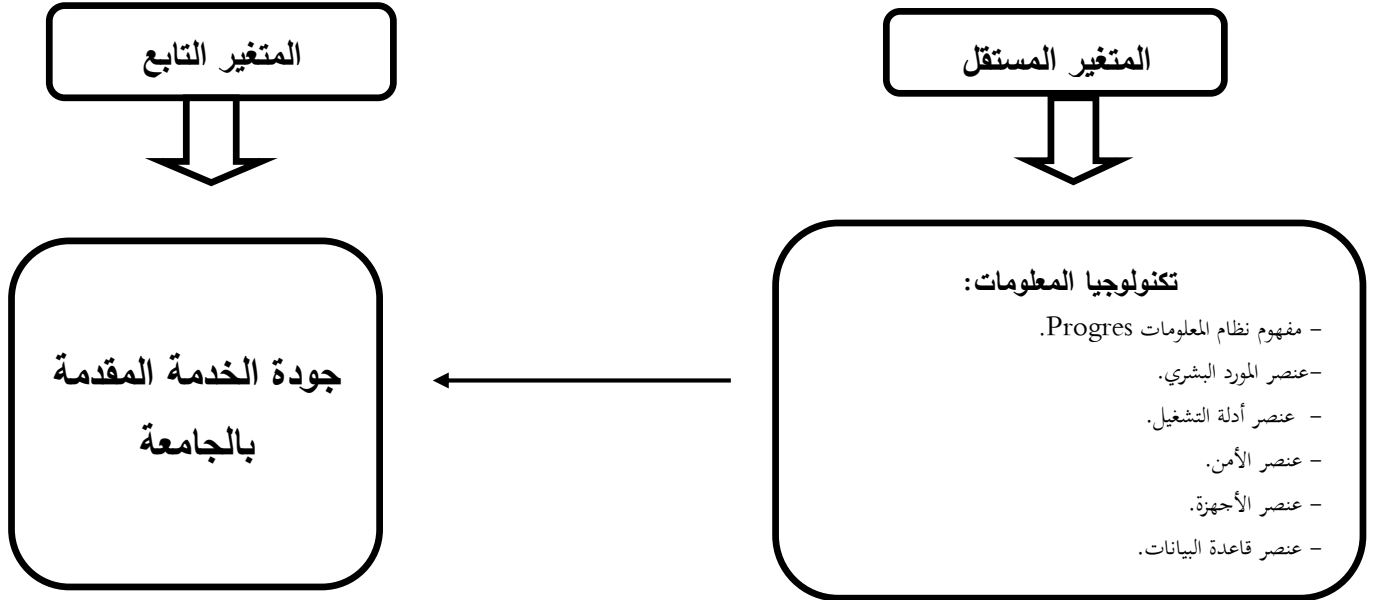 المتغير المستقل
المتغير التابع
تكنولوجيا المعلومات:
- مفهوم نظام المعلومات Progres.
-عنصر المورد البشري.
- عنصر أدلة التشغيل.
- عنصر الأمن.
- عنصر الأجهزة.
- عنصر قاعدة البيانات.
جودة الخدمة المقدمة
بالجامعة